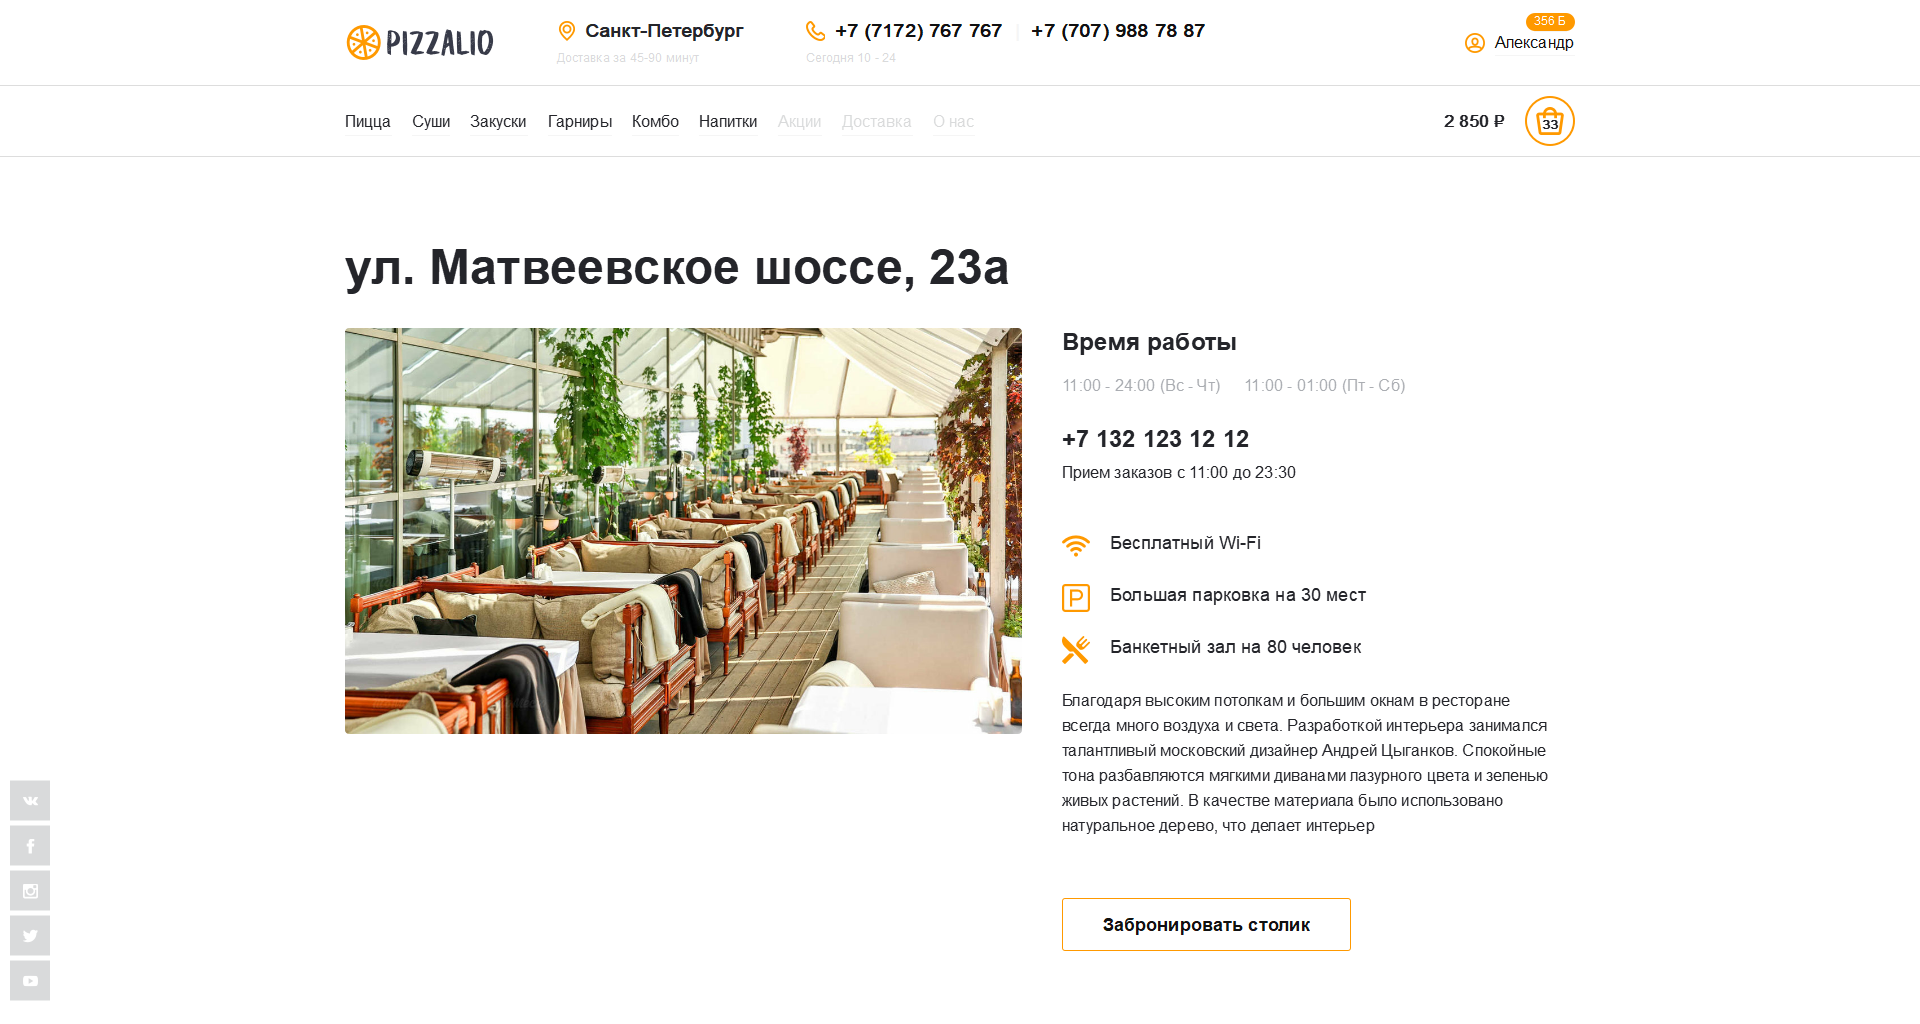 PIZZALIO
Санкт-Петербург
Доставка за 45-90 минут
+7 (7172) 767 767 | +7 (707) 988 78 87
Сегодня 10 - 24
356 Б
Александр
Пицца Суши Закуски Гарниры Комбо Напитки Акции Доставка О нас
2 850 ₽
33
ул. Матвеевское шоссе, 23а
Время работы
11:00 - 24:00 (Вс - Чт) 11:00 - 01:00 (Пт - Сб)
+7 132 123 12 12
Прием заказов с 11:00 до 23:30
Бесплатный Wi-Fi
P
Большая парковка на 30 мест
Банкетный зал на 80 человек
Благодаря высоким потолкам и большим окнам в ресторане
всегда много воздуха и света. Разработкой интерьера занимался
талантливый московский дизайнер Андрей Цыганков. Спокойные
тона разбавляются мягкими диванами лазурного цвета и зеленью
живых растений. В качестве материала было использовано
натуральное дерево, что делает интерьер
Забронировать столик